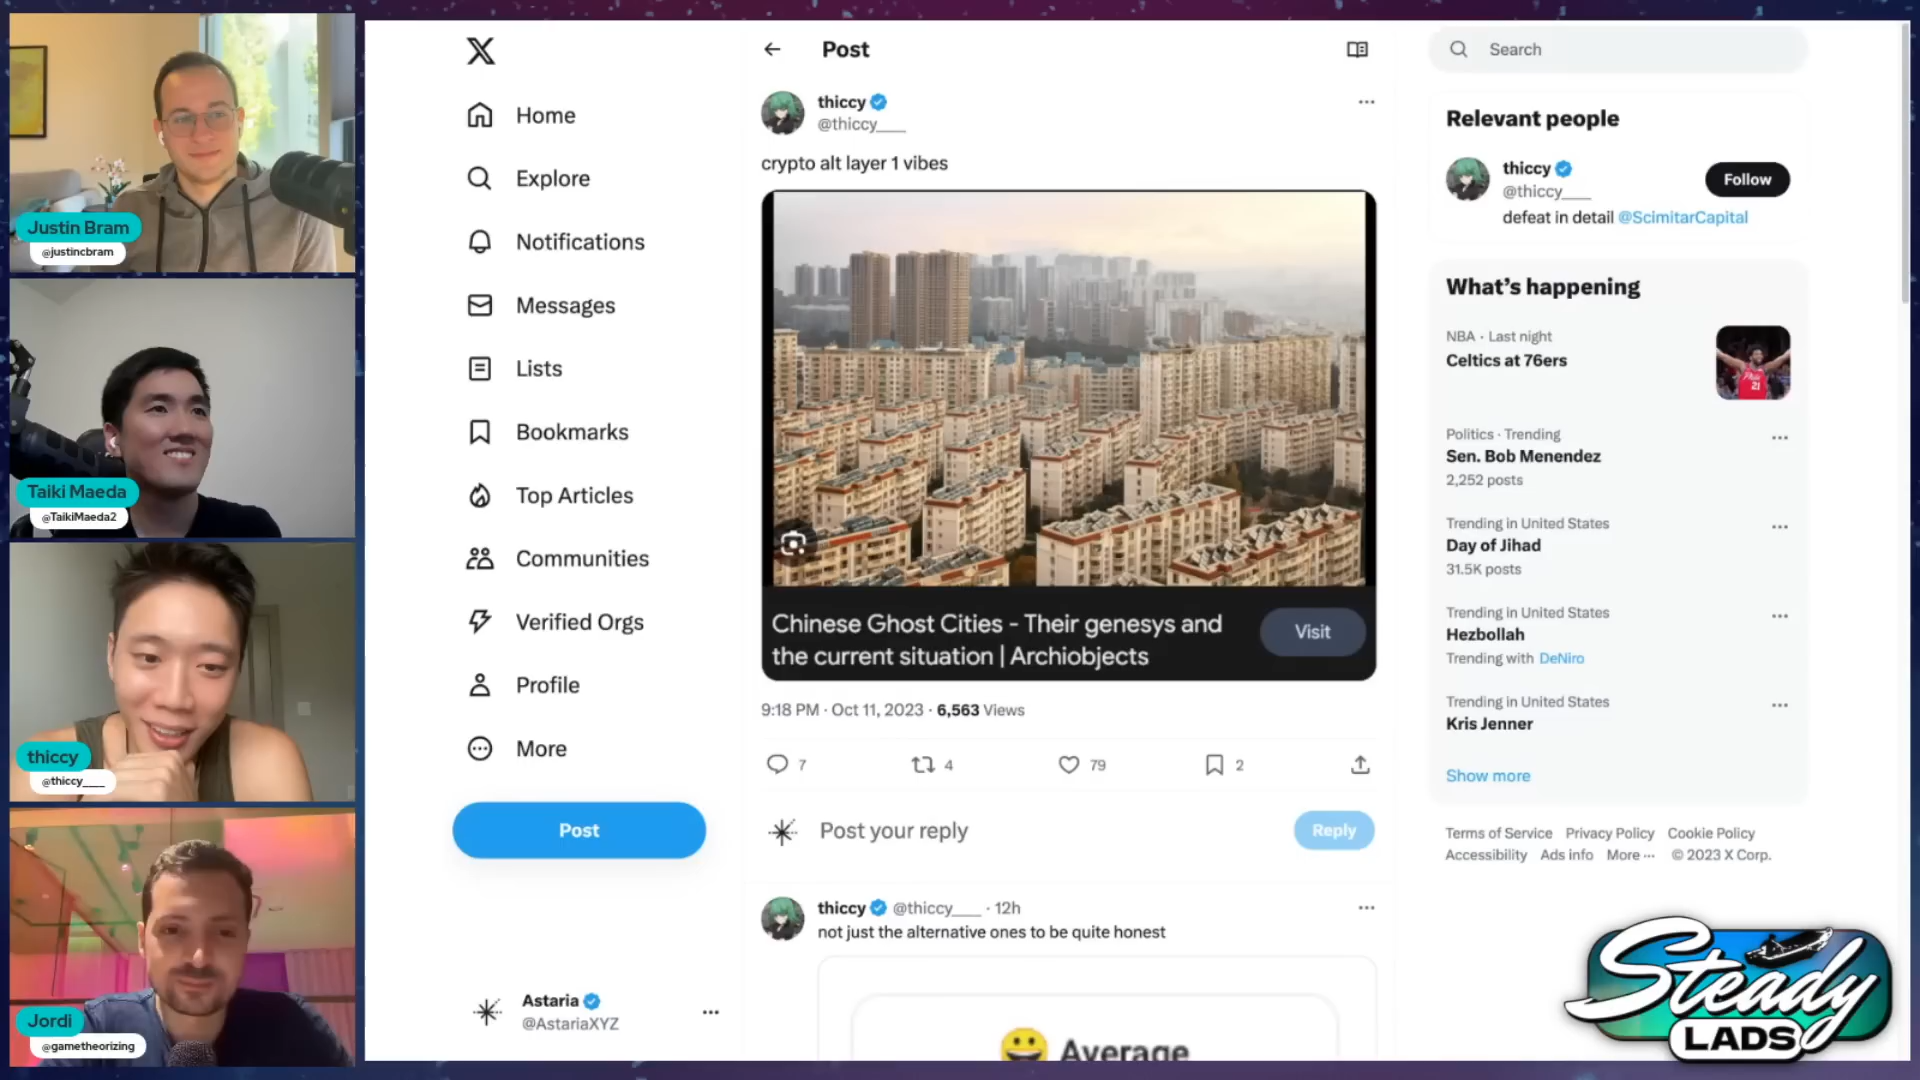 Justin Bram
@justincbram
Taiki Maeda
@TaikiMaeda2
thiccy
@thiccy____
Jordi
@gametheorizing
Home
Explore
Notifications
Messages
Lists
Bookmarks
Top Articles
Communities
Verified Orgs
Profile
More
Post
Astaria
@AstariaXYZ
Post
thiccy
@thiccy____
crypto alt layer 1 vibes
Chinese Ghost Cities - Their genesys and
the current situation | Archiobjects
Visit
9:18 PM · Oct 11, 2023 · 6,563 Views
7
4
79
2
Post your reply
Reply
thiccy @thiccy____ · 12h
not just the alternative ones to be quite honest
Average
Search
Relevant people
thiccy
@thiccy____
Follow
defeat in detail @ScimitarCapital
What's happening
NBA · Last night
Celtics at 76ers
Politics · Trending
Sen. Bob Menendez
2,252 posts
Trending in United States
Day of Jihad
31.5K posts
Trending in United States
Hezbollah
Trending with DeNiro
Trending in United States
Kris Jenner
Show more
Terms of Service Privacy Policy Cookie Policy
Accessibility Ads info More ··· © 2023 X Corp.
Steady
LADS